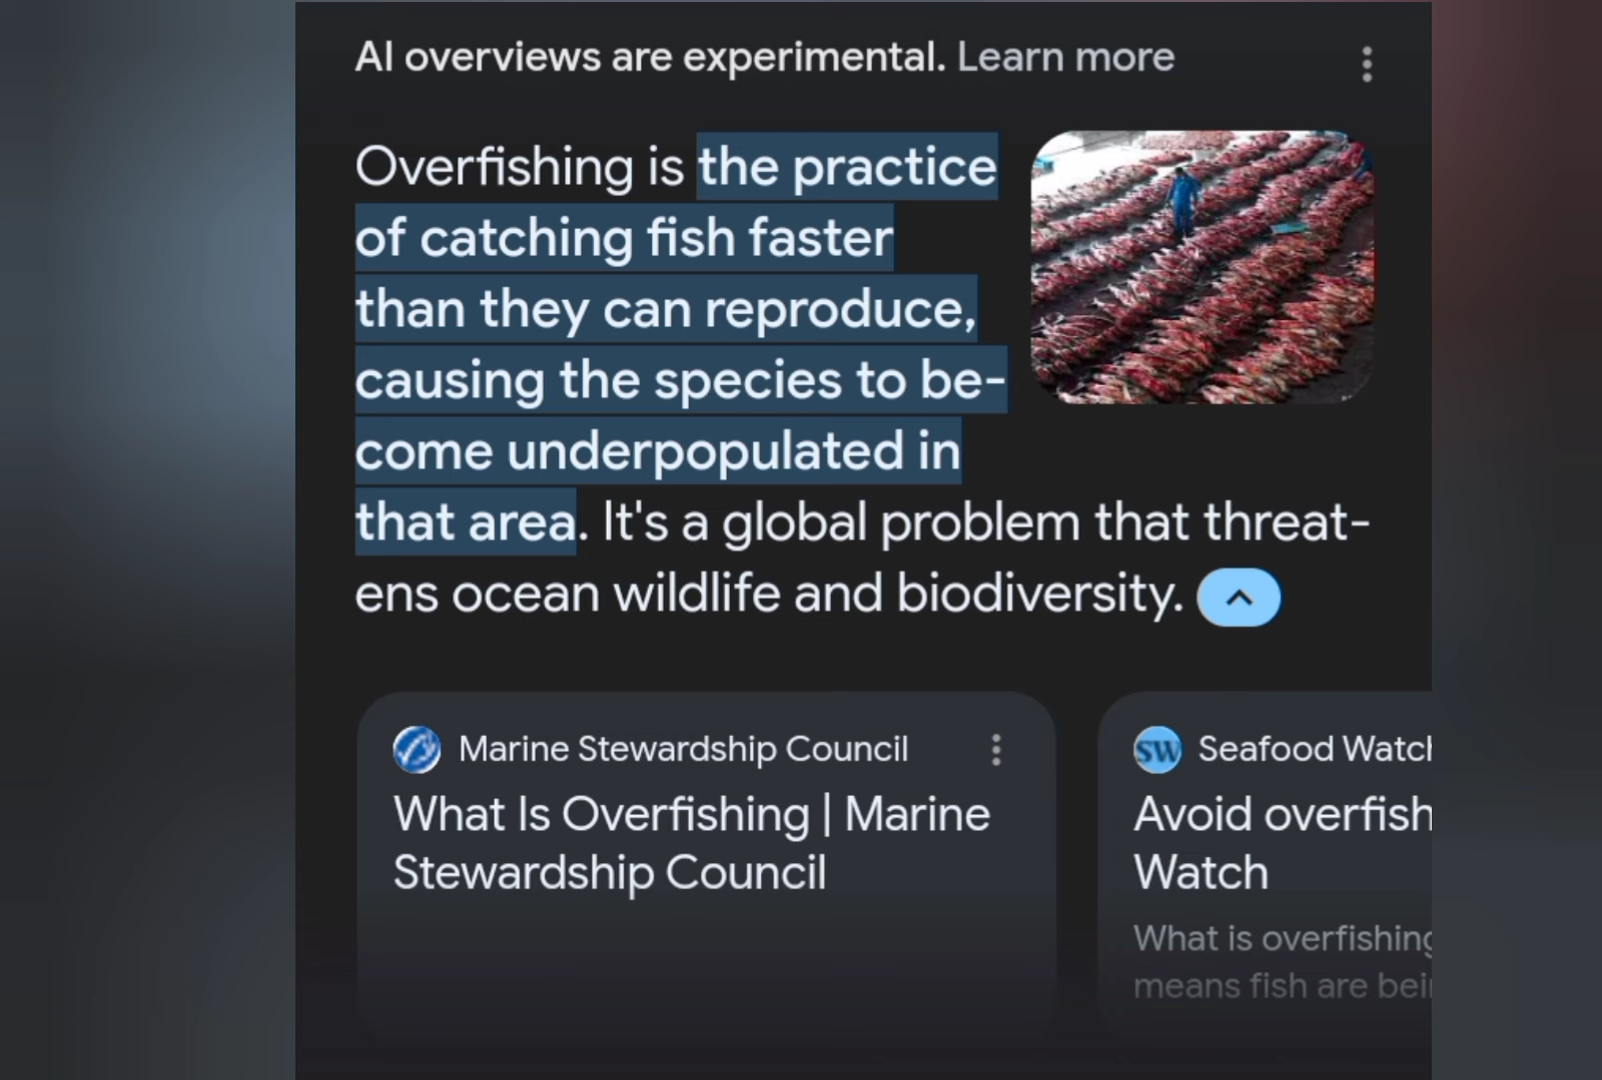 AI overviews are experimental. Learn more
Overfishing is the practice
of catching fish faster
than they can reproduce,
causing the species to be-
come underpopulated in
that area. It's a global problem that threat-
ens ocean wildlife and biodiversity.
Marine Stewardship Council
What Is Overfishing | Marine
Stewardship Council
SW Seafood Watch
Avoid overfish
Watch
What is overfishing
means fish are bei